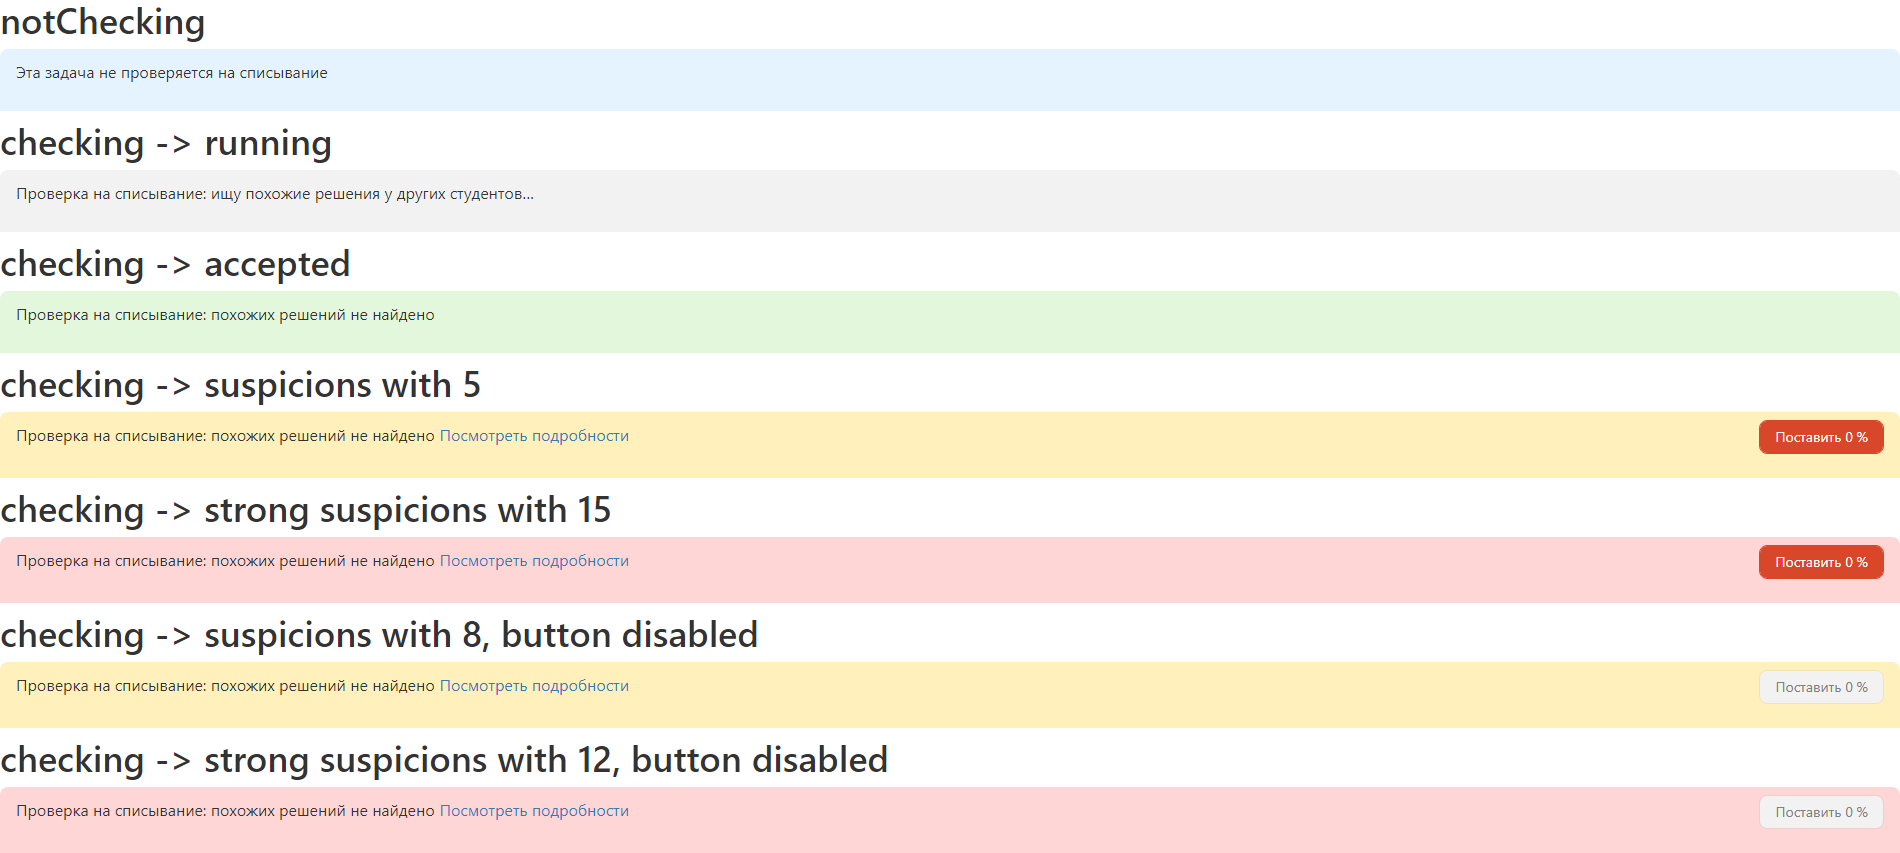 notChecking
Эта задача не проверяется на списывание
checking -> running
Проверка на списывание: ищу похожие решения у других студентов...
checking -> accepted
Проверка на списывание: похожих решений не найдено
checking -> suspicions with 5
Проверка на списывание: похожих решений не найдено Посмотреть подробности Поставить 0 %
checking -> strong suspicions with 15
Проверка на списывание: похожих решений не найдено Посмотреть подробности Поставить 0 %
checking -> suspicions with 8, button disabled
Проверка на списывание: похожих решений не найдено Посмотреть подробности Поставить 0 %
checking -> strong suspicions with 12, button disabled
Проверка на списывание: похожих решений не найдено Посмотреть подробности Поставить 0 %